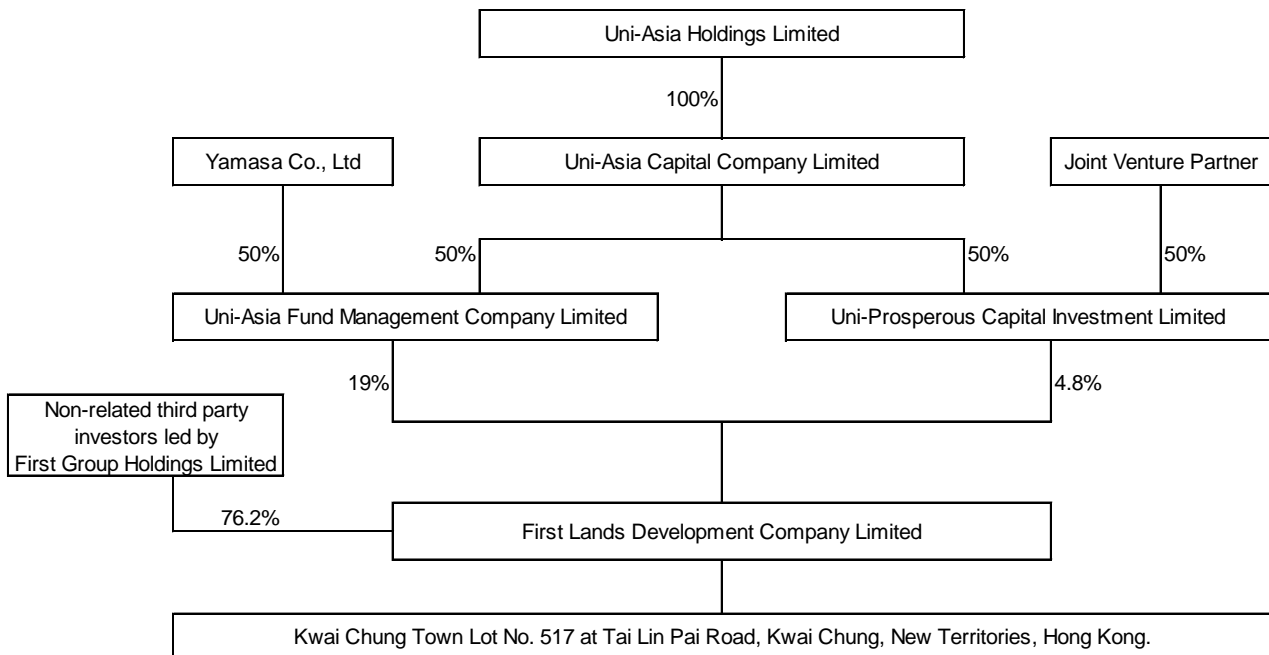 Uni-Asia Holdings Limited
100%
Yamasa Co., Ltd
Uni-Asia Capital Company Limited
Joint Venture Partner
50%
50%
50%
50%
Uni-Asia Fund Management Company Limited
Uni-Prosperous Capital Investment Limited
19%
4.8%
Non-related third party
investors led by
First Group Holdings Limited
76.2%
First Lands Development Company Limited
Kwai Chung Town Lot No. 517 at Tai Lin Pai Road, Kwai Chung, New Territories, Hong Kong.